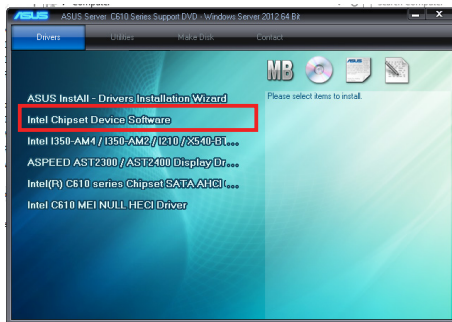 ASUS ASUS Server C610 Series Support DVD - Windows Server 2012 64 Bit
Drivers Utilities Make Disk Contact
MB
ASUS InstAll - Drivers Installation Wizard
Please select items to install.
Intel Chipset Device Software
Intel I350-AM4 / I350-AM2 / I210 / X540-BT...
ASPEED AST2300 / AST2400 Display Dr...
Intel(R) C610 series Chipset SATA AHCI (...
Intel C610 MEI NULL HECI Driver